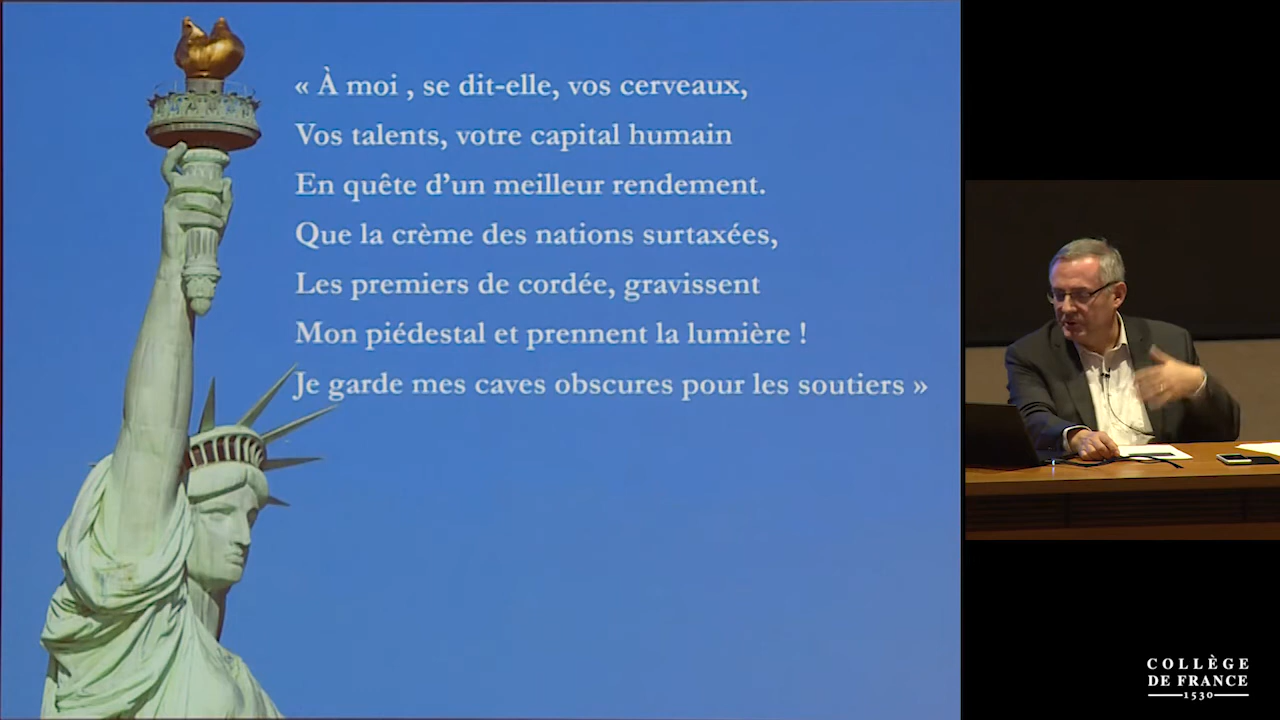 « À moi , se dit-elle, vos cerveaux,
Vos talents, votre capital humain
En quête d’un meilleur rendement.
Que la crème des nations surtaxées,
Les premiers de cordée, gravissent
Mon piédestal et prennent la lumière !
Je garde mes caves obscures pour les soutiers »
COLLÈGE
DE FRANCE
1530